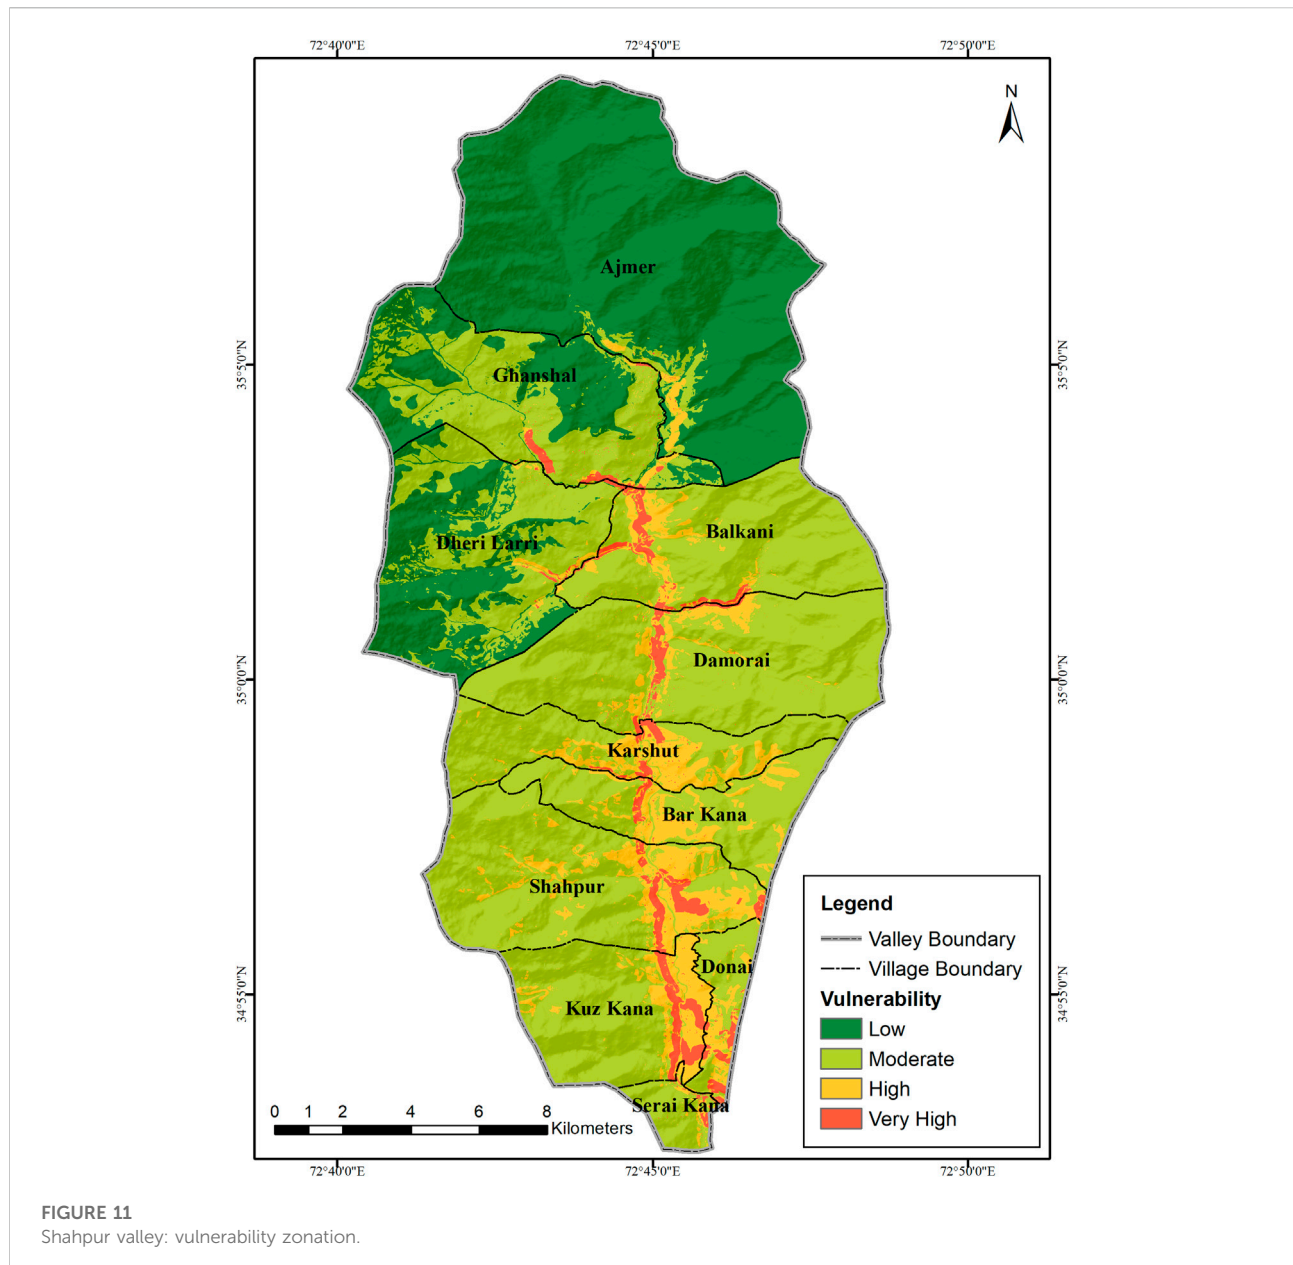 72°40'0"E 72°45'0"E 72°50'0"E
N
Ajmer
35°5'0"N 35°5'0"N
Ghanshal
Balkani
Dheri Larri
Damorai
35°0'0"N 35°0'0"N
Karshut
Bar Kana
Shahpur
Legend
Valley Boundary
Donai
Village Boundary
34°55'0"N 34°55'0"N
Vulnerability
Kuz Kana
Low
Moderate
High
Serai Kana
0 1 2 4 6 8
Very High
Kilometers
72°40'0"E 72°45'0"E 72°50'0"E
FIGURE 11
Shahpur valley: vulnerability zonation.